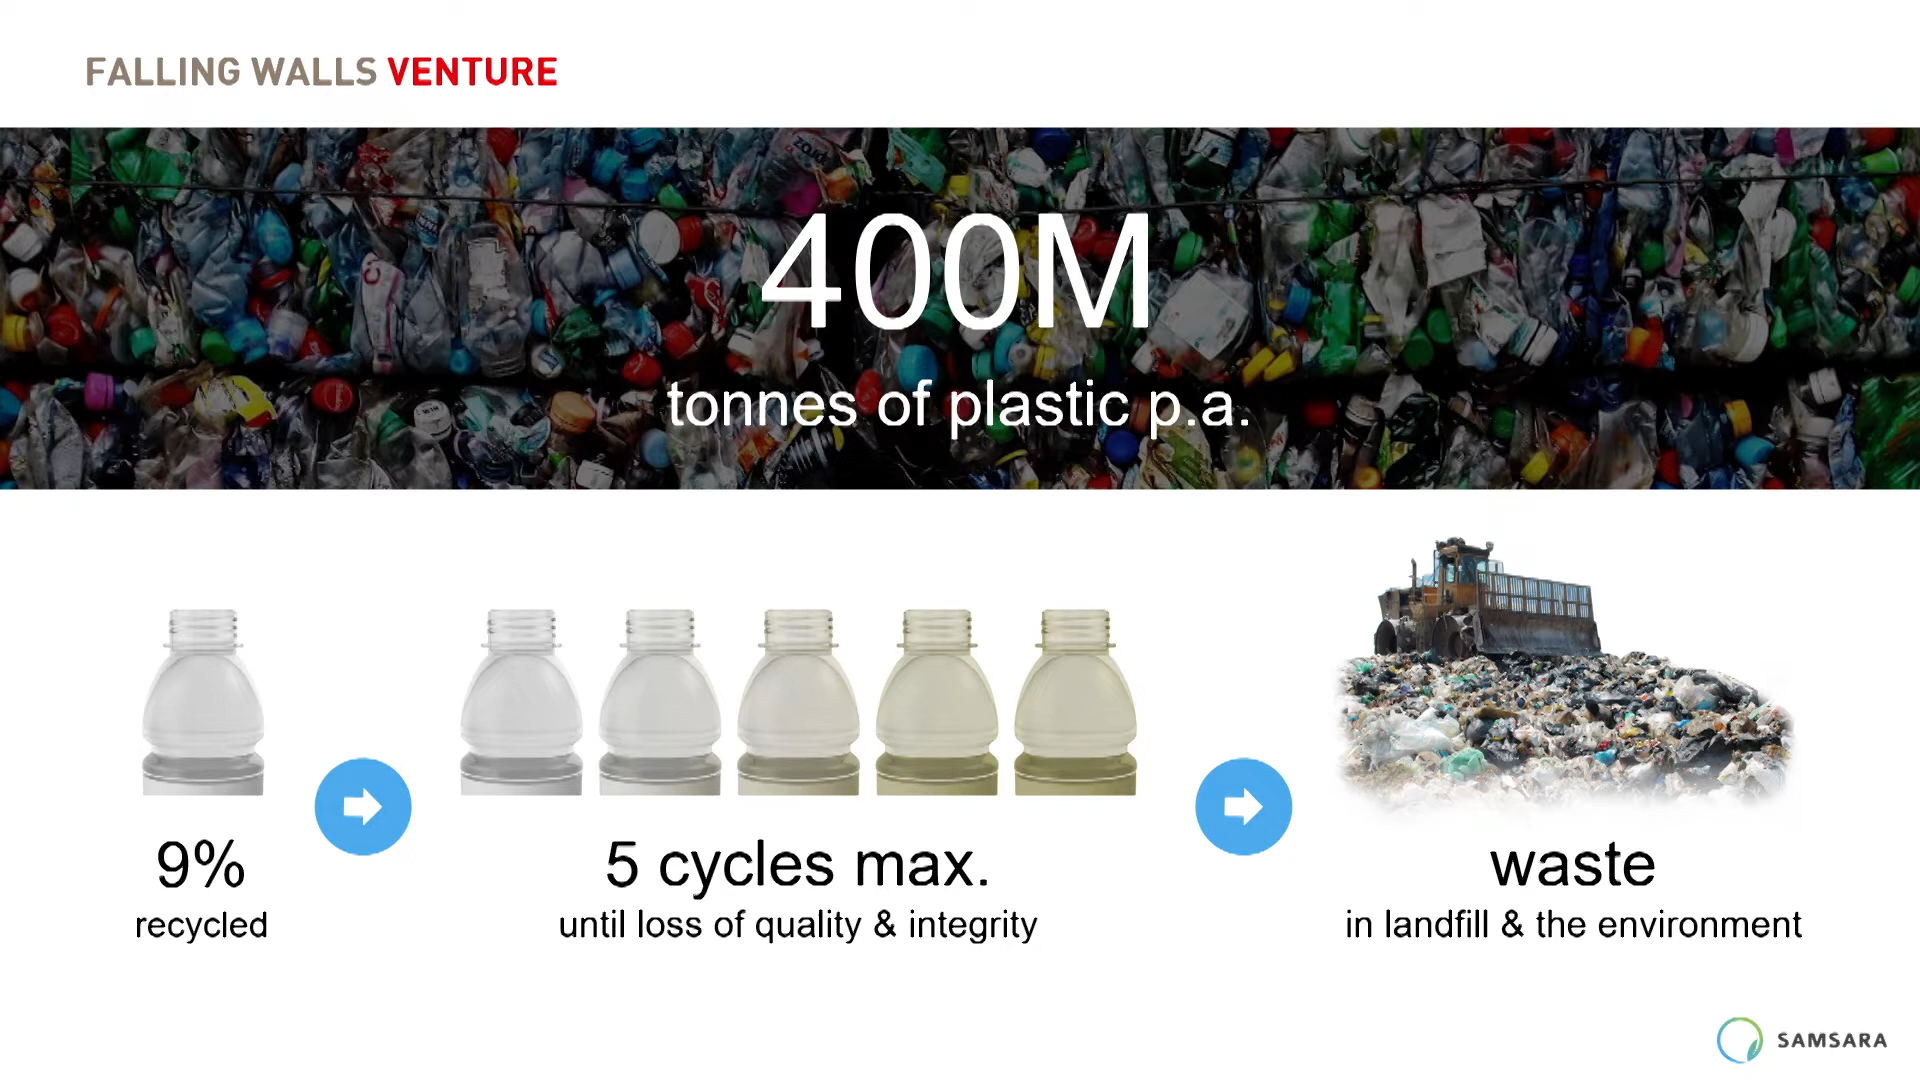 FALLING WALLS VENTURE
400M
tonnes of plastic p.a.
9%
recycled
5 cycles max.
until loss of quality & integrity
waste
in landfill & the environment
SAMSARA